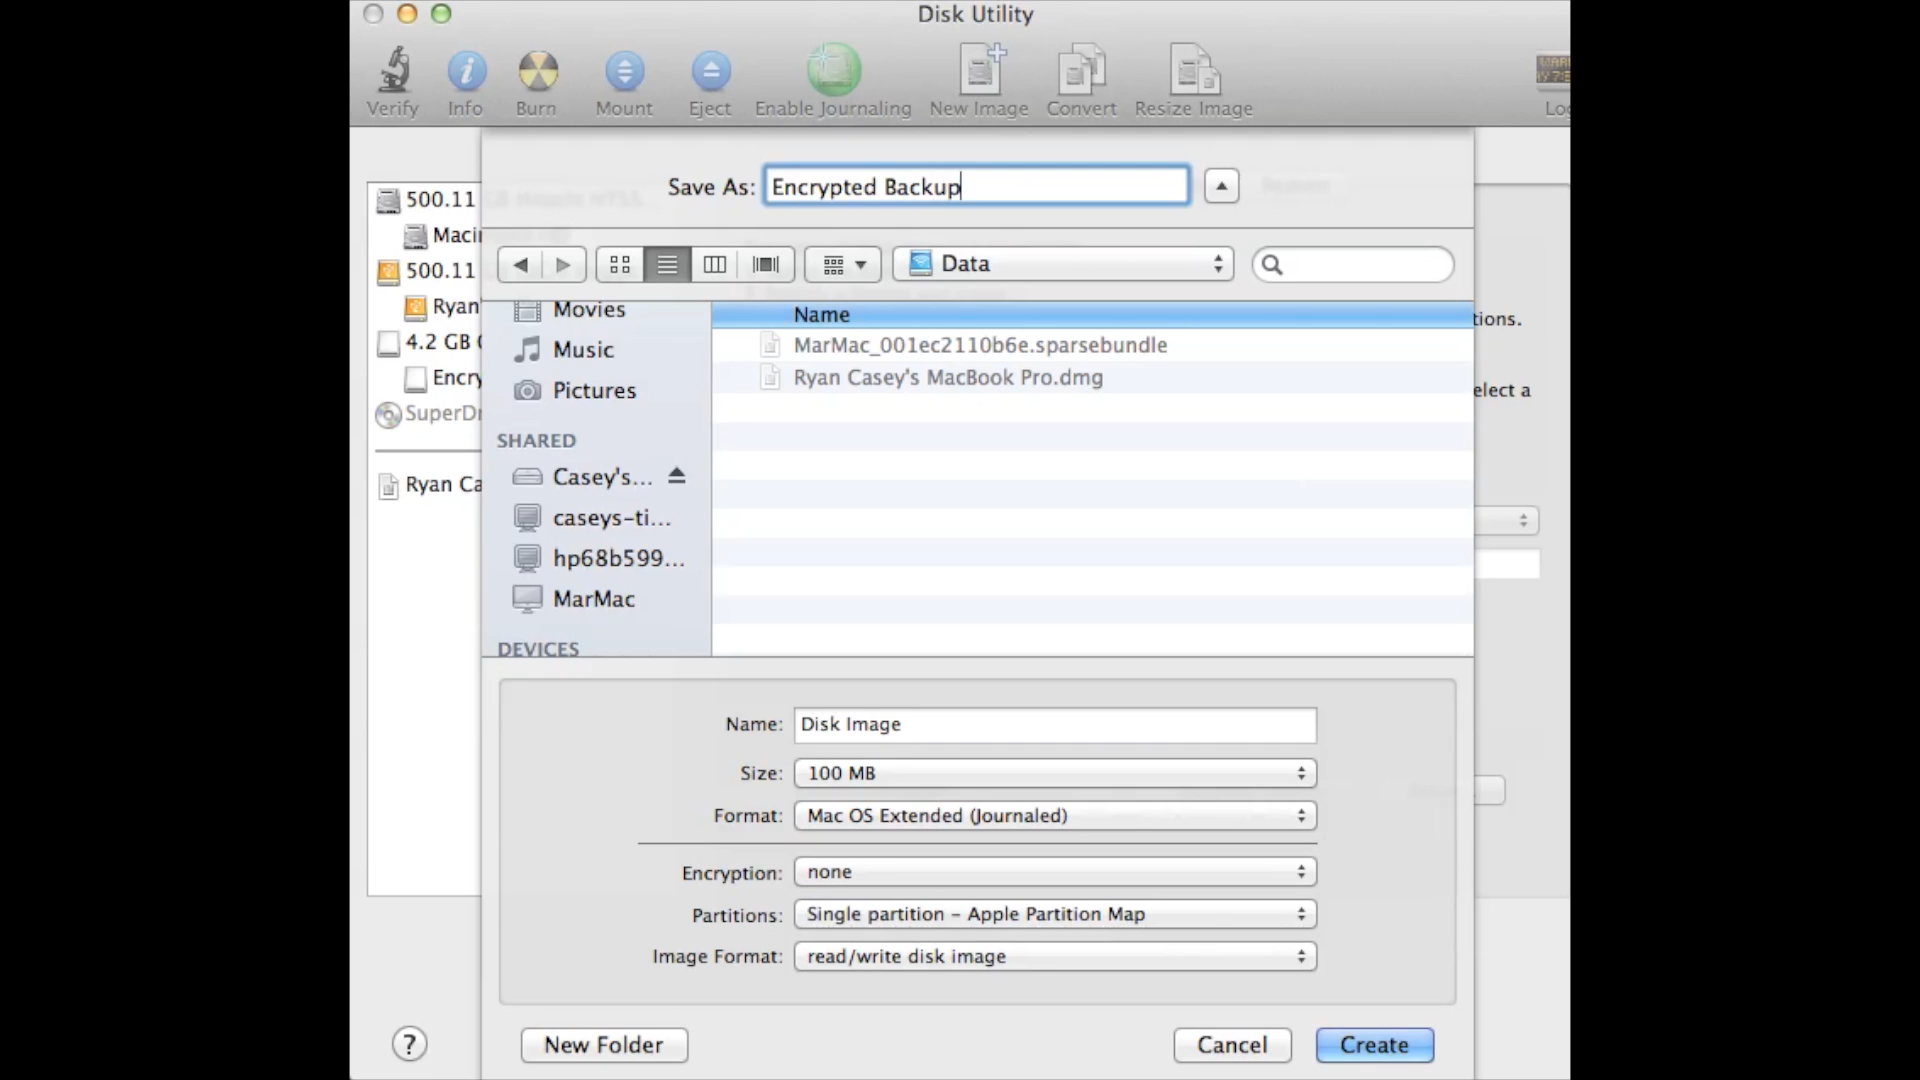 Disk Utility
Verify Info Burn Mount Eject Enable Journaling New Image Convert Resize Image Log
Save As: Encrypted Backup
500.11
Macin
500.11
Ryan'
4.2 GB
Encry
SuperDr
Ryan Ca
Data
Movies
Music
Pictures
SHARED
Casey's...
caseys-ti...
hp68b599...
MarMac
DEVICES
Name
MarMac_001ec2110b6e.sparsebundle
Ryan Casey's MacBook Pro.dmg
tions.
elect a
Name: Disk Image
Size: 100 MB
Format: Mac OS Extended (Journaled)
Encryption: none
Partitions: Single partition - Apple Partition Map
Image Format: read/write disk image
? New Folder Cancel Create